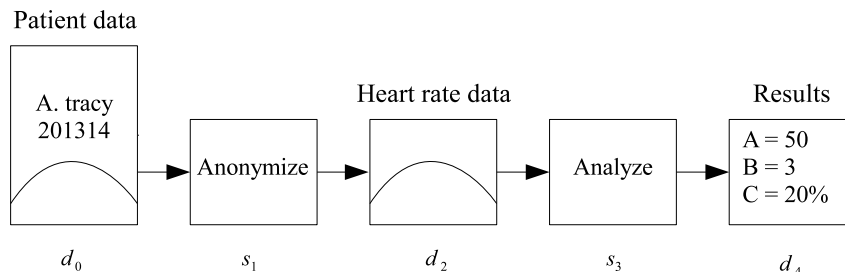 Patient data
A. tracy
201314
Anonymize
Heart rate data
Analyze
Results
A = 50
B = 3
C = 20%
d0
s1
d2
s3
d4